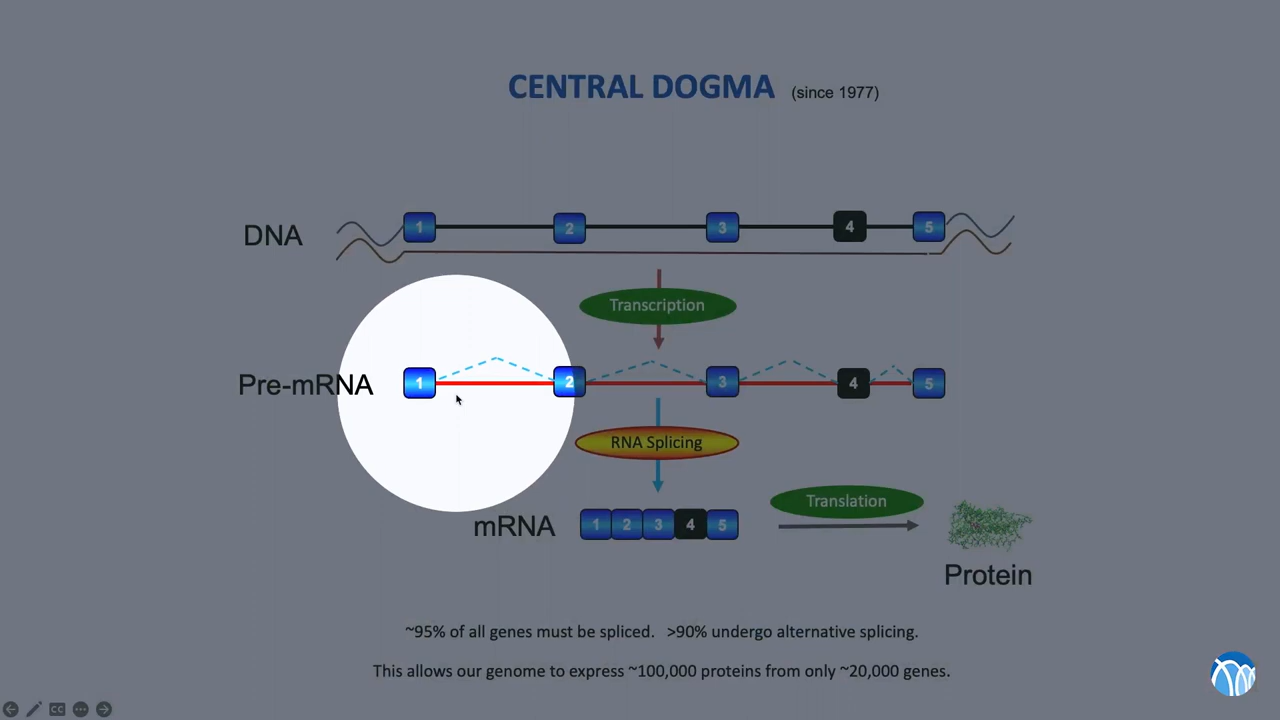 CENTRAL DOGMA (since 1977)
DNA 1 2 3 4 5
Transcription
Pre-mRNA 1 2 3 4 5
RNA Splicing
Translation
mRNA 1 2 3 4 5
Protein
~95% of all genes must be spliced. >90% undergo alternative splicing.
This allows our genome to express ~100,000 proteins from only ~20,000 genes.
CC